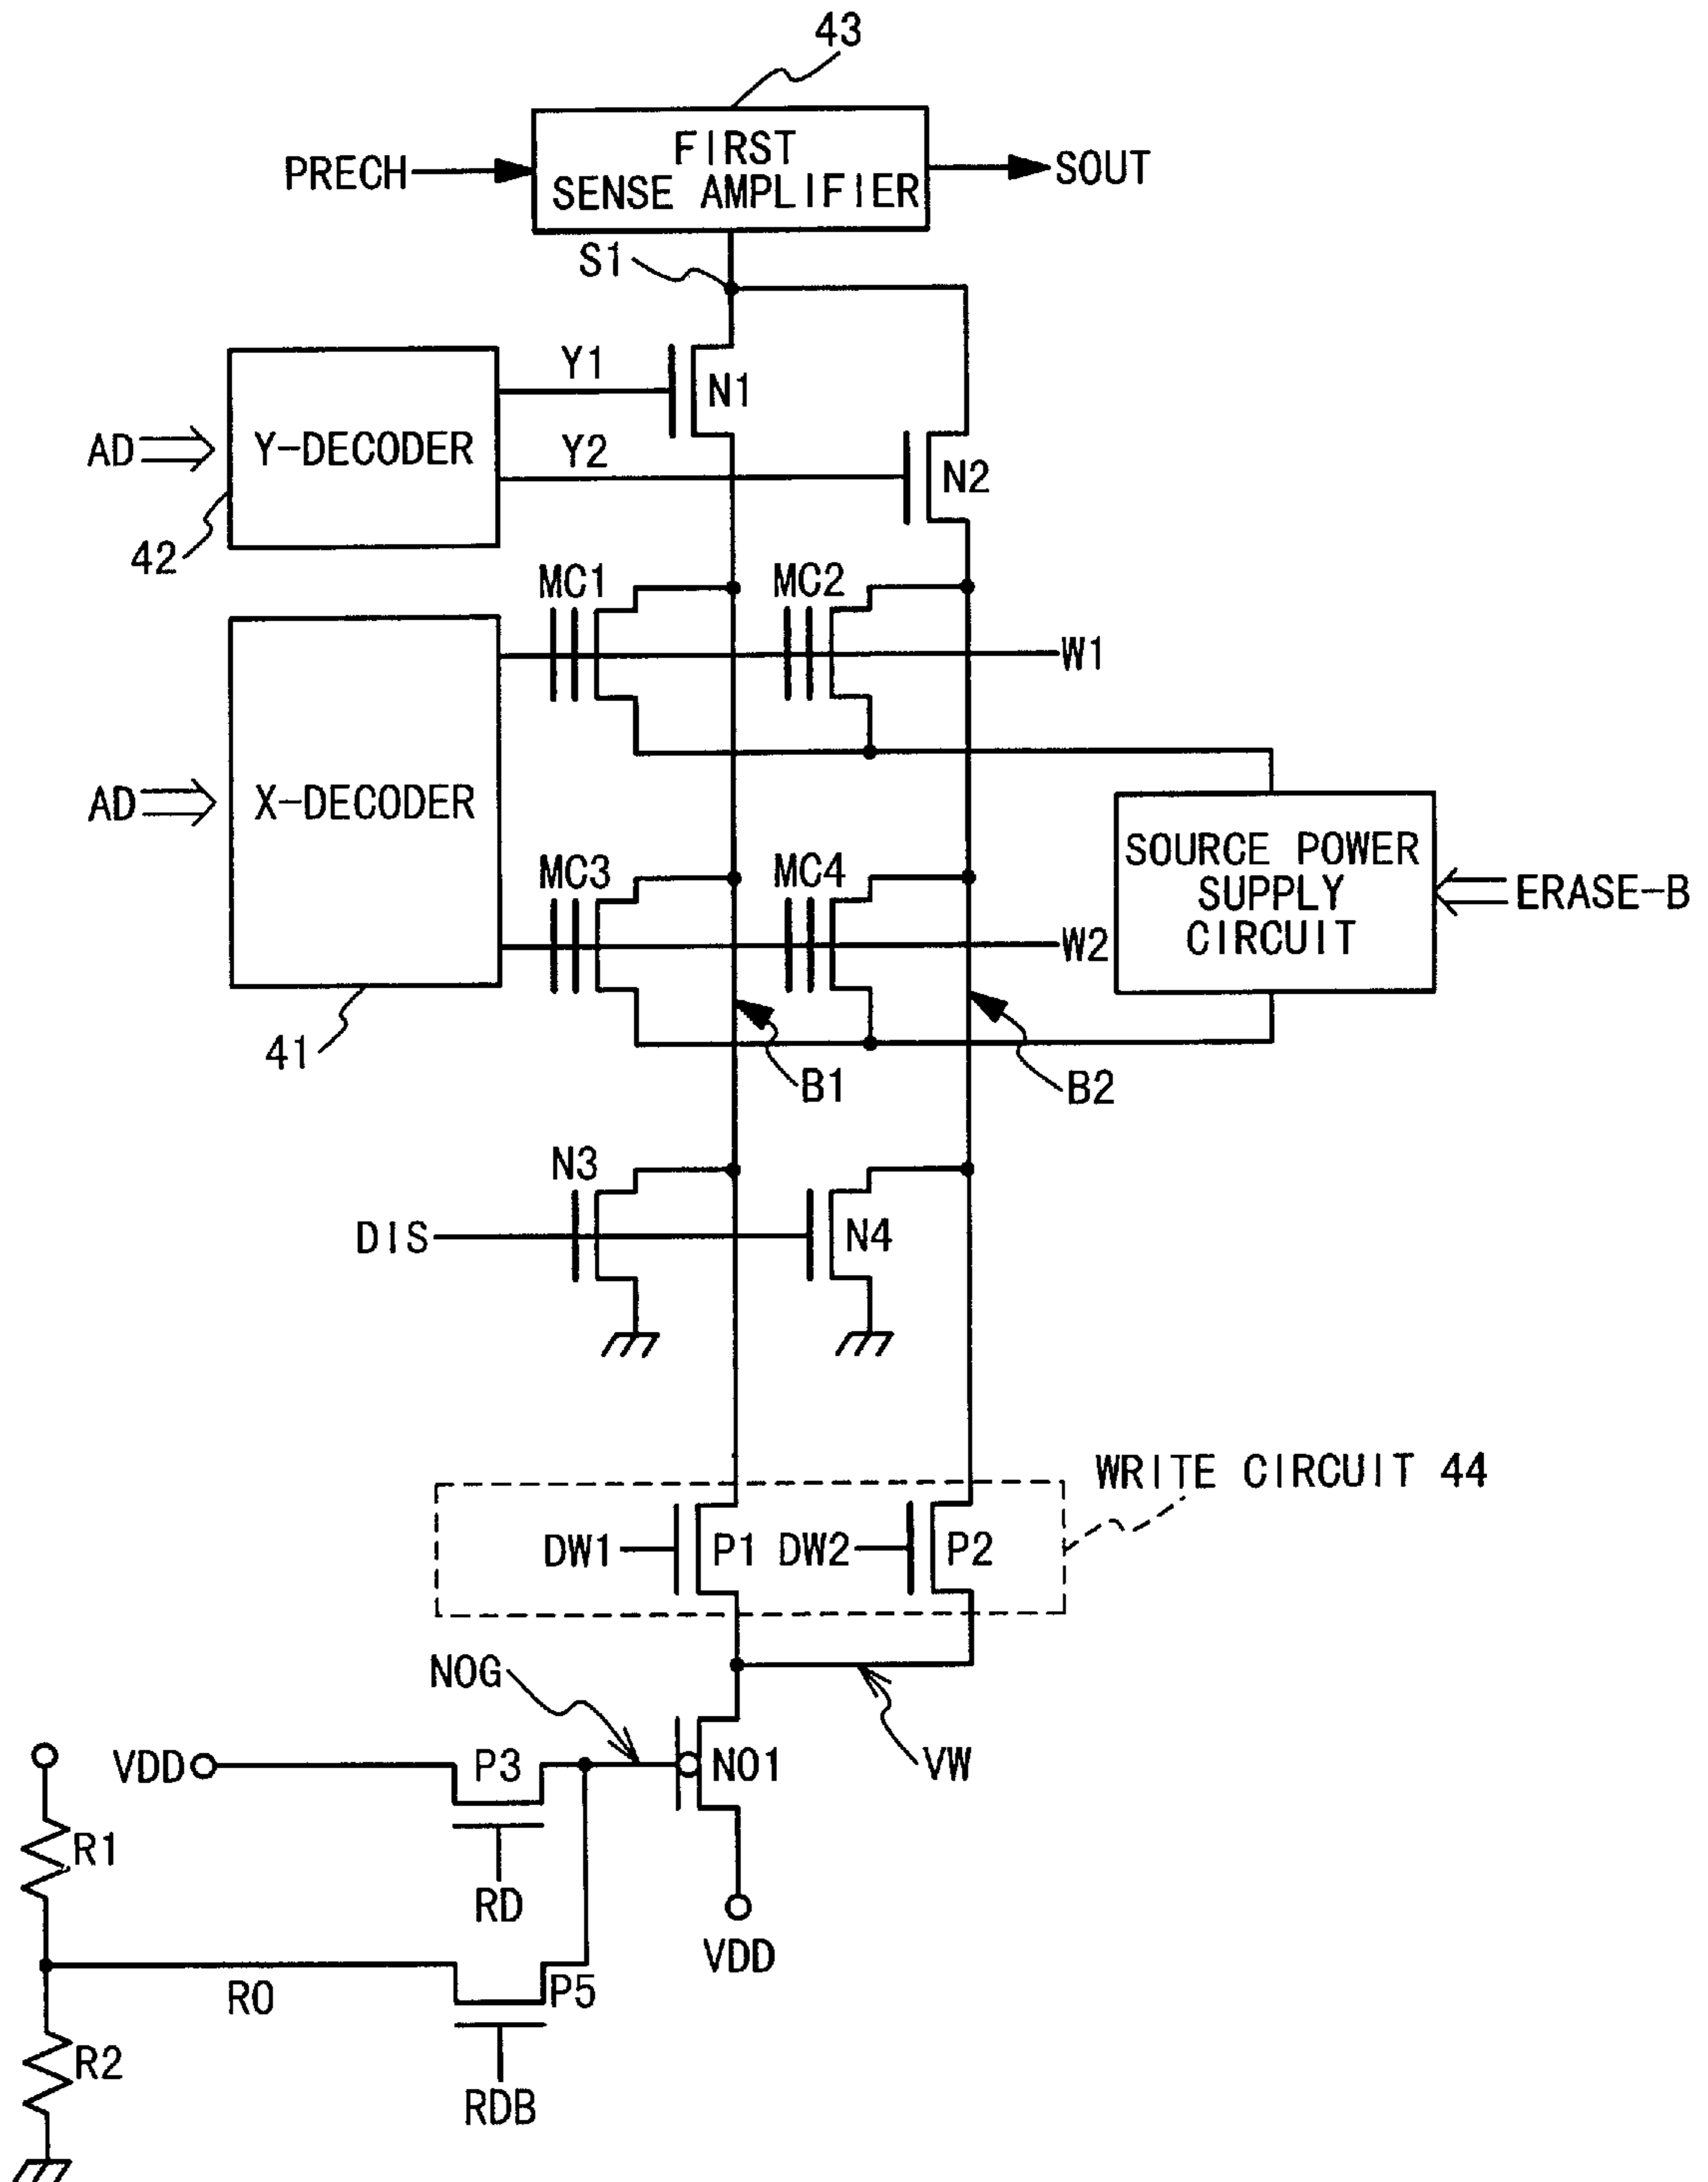 43
PRECH
FIRST
SENSE AMPLIFIER
SOUT
S1
Y1
N1
AD
Y-DECODER
Y2
N2
42
MC1
MC2
W1
AD
X-DECODER
SOURCE POWER
SUPPLY
CIRCUIT
ERASE-B
MC3
MC4
W2
41
B1
B2
N3
DIS
N4
WRITE CIRCUIT 44
DW1
P1
DW2
P2
NOG
VDD
P3
NO1
VW
R1
RD
VDD
R0
P5
R2
RDB